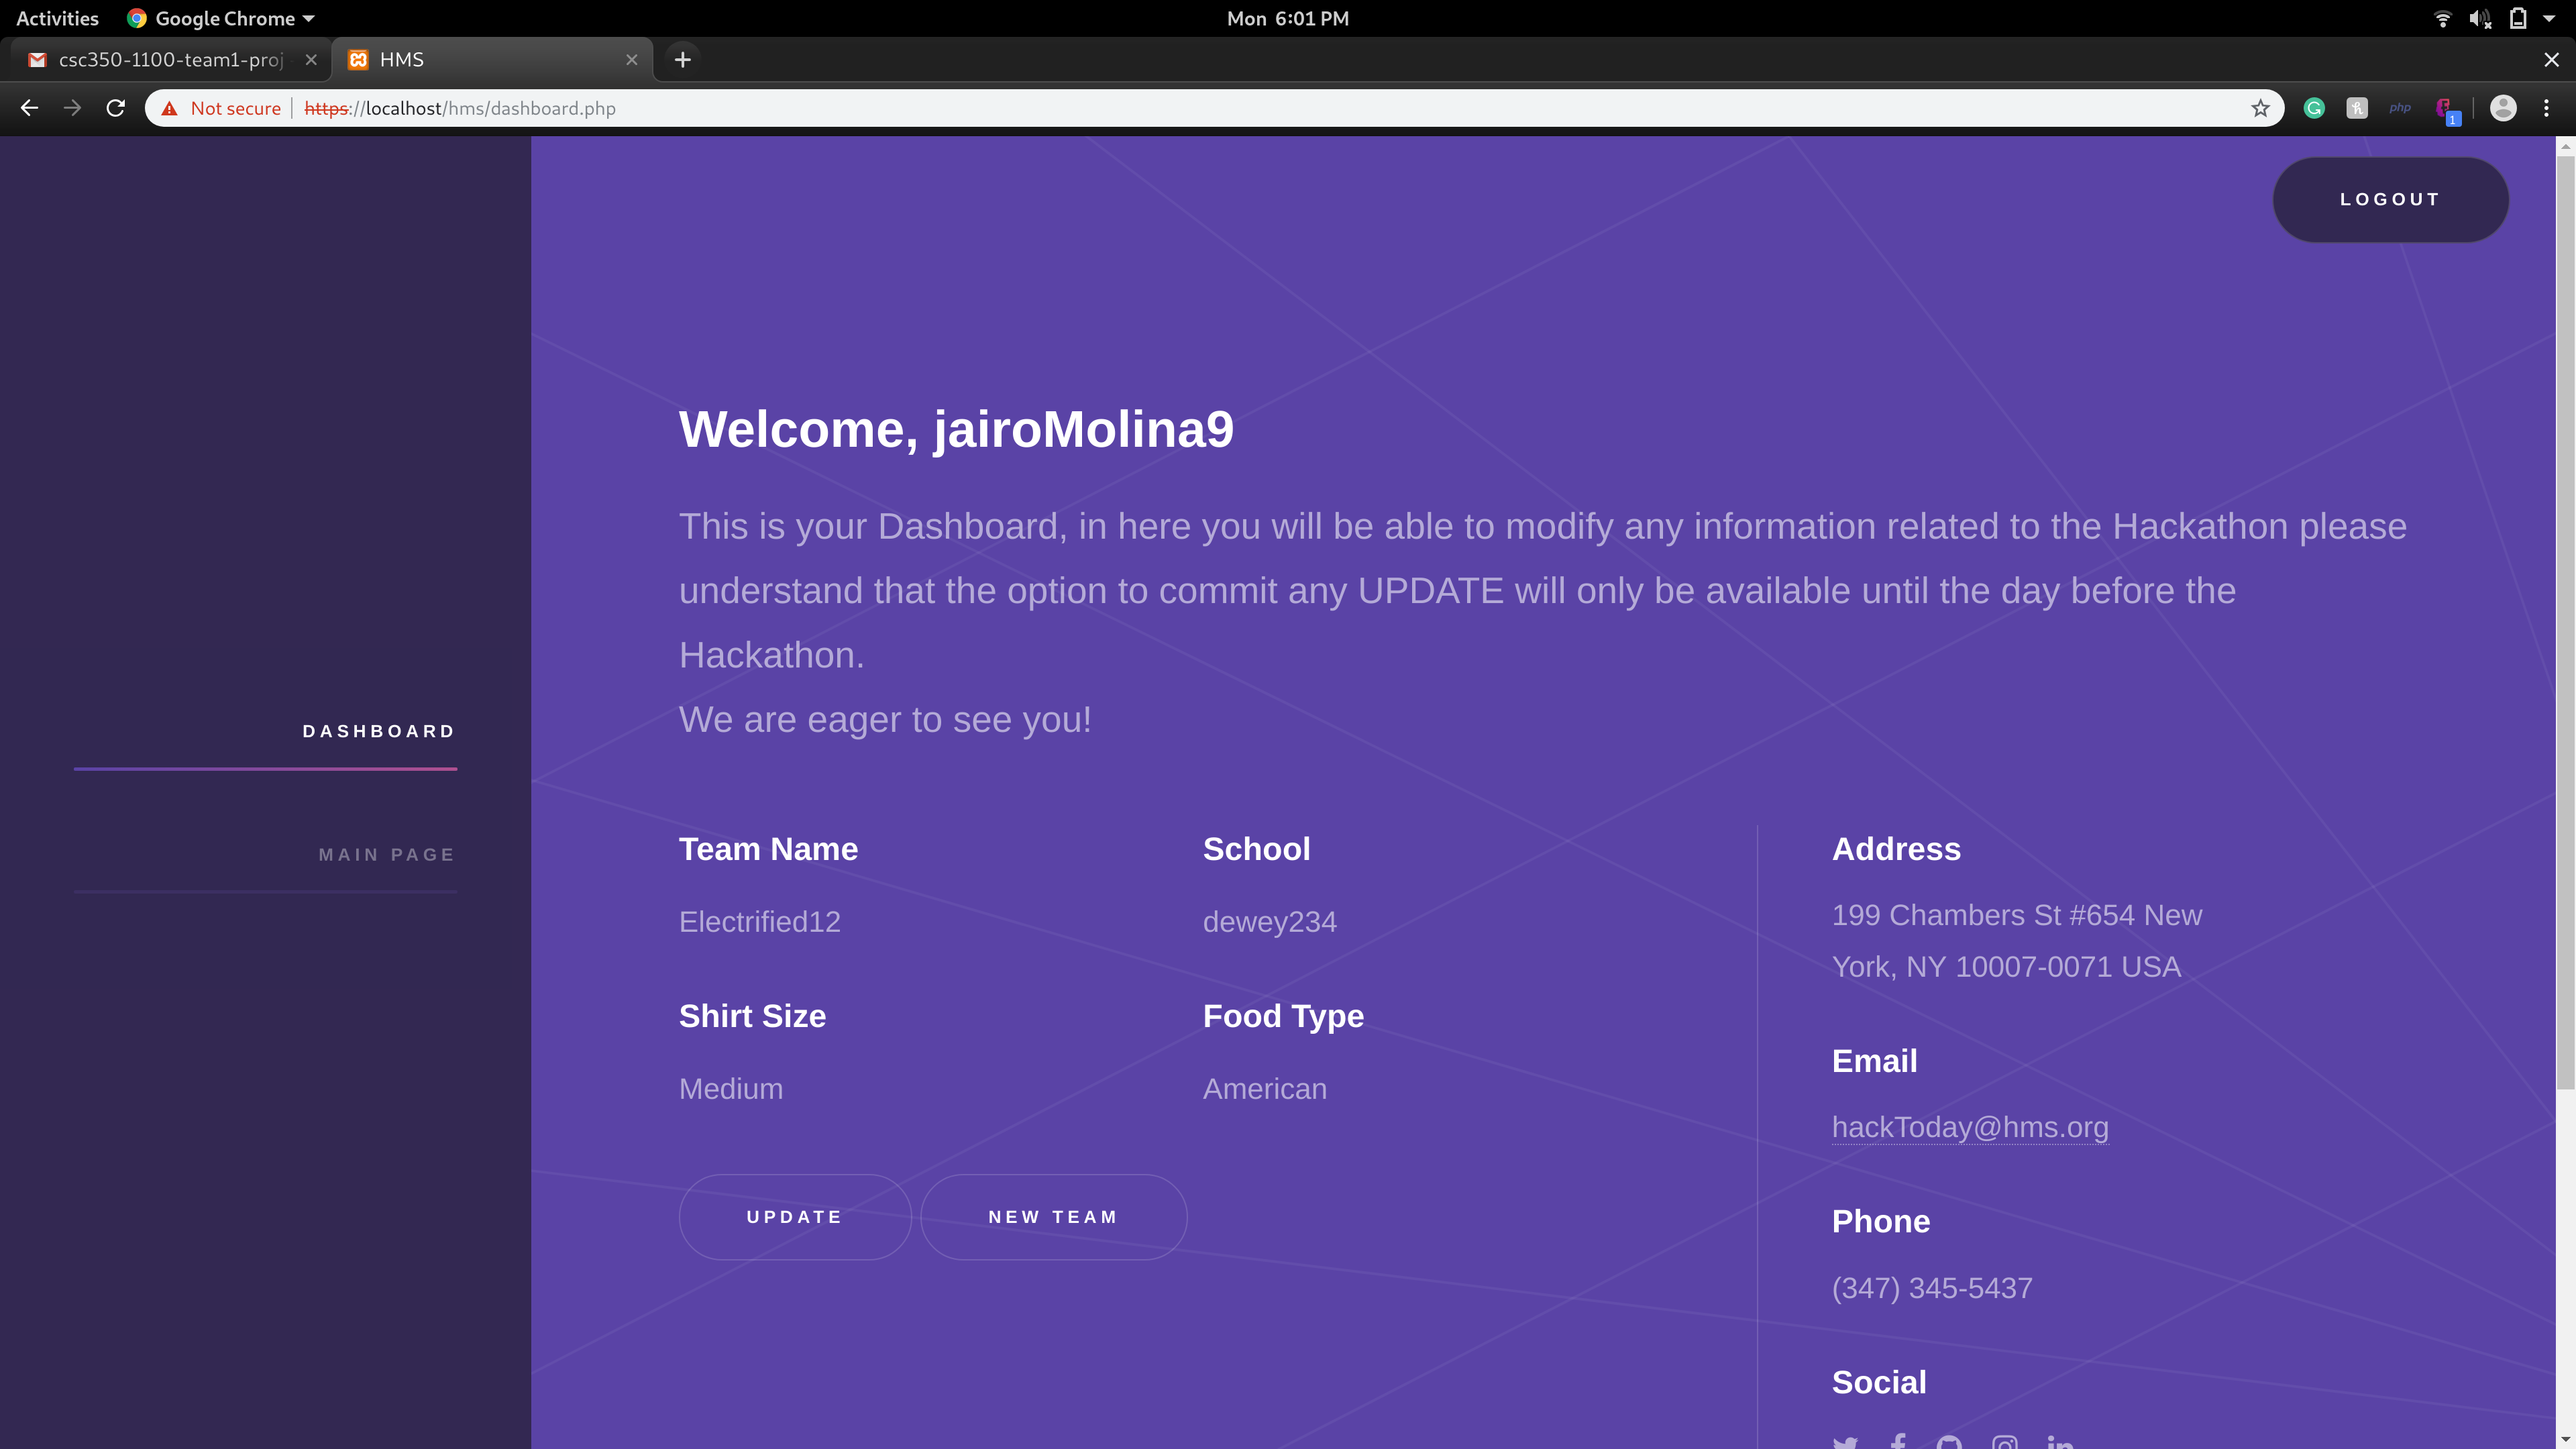 Activities Google Chrome Mon 6:01 PM
csc350-1100-team1-proj HMS
Not secure https://localhost/hms/dashboard.php php 1
LOGOUT
Welcome, jairoMolina9
This is your Dashboard, in here you will be able to modify any information related to the Hackathon please
understand that the option to commit any UPDATE will only be available until the day before the
Hackathon.
We are eager to see you!
DASHBOARD
MAIN PAGE
Team Name
Electrified12
School
dewey234
Shirt Size
Medium
Food Type
American
UPDATE NEW TEAM
Address
199 Chambers St #654 New
York, NY 10007-0071 USA
Email
hackToday@hms.org
Phone
(347) 345-5437
Social